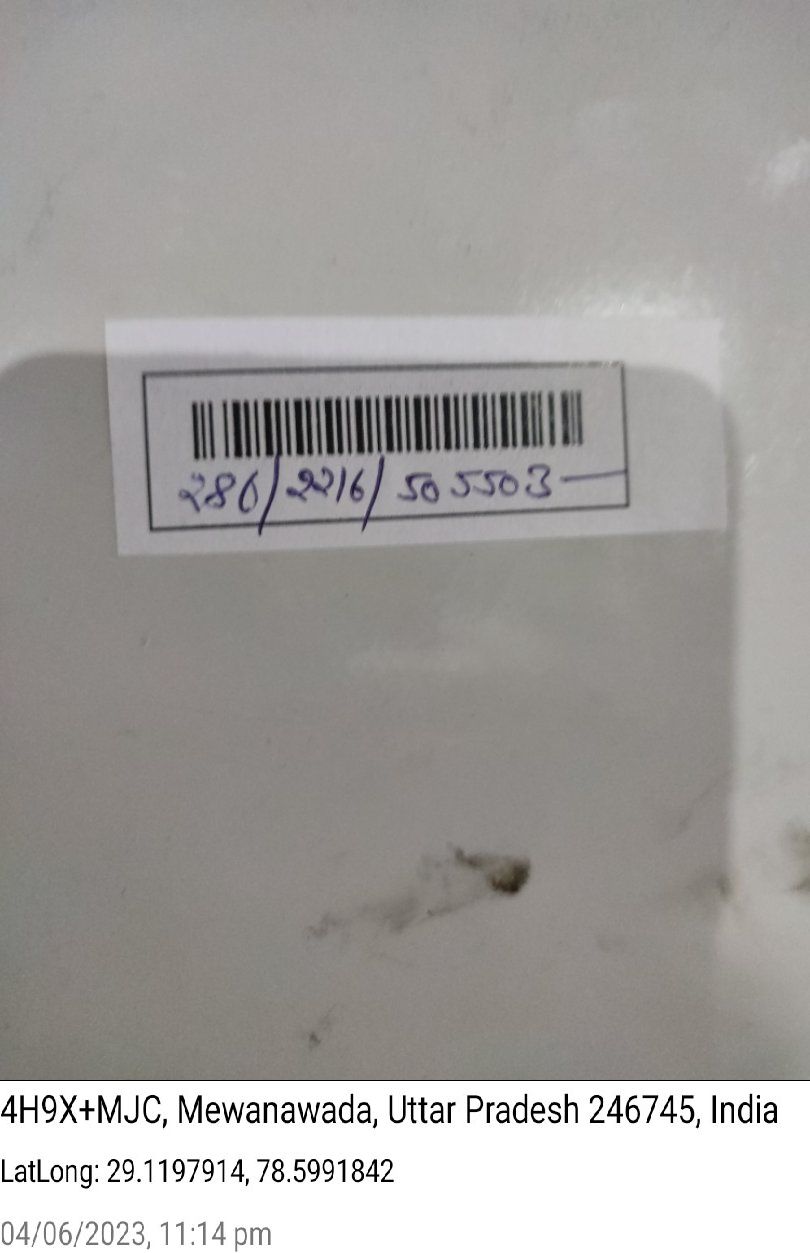 286/2216/505503—
4H9X+MJC, Mewanawada, Uttar Pradesh 246745, India
LatLong: 29.1197914, 78.5991842
04/06/2023, 11:14 pm